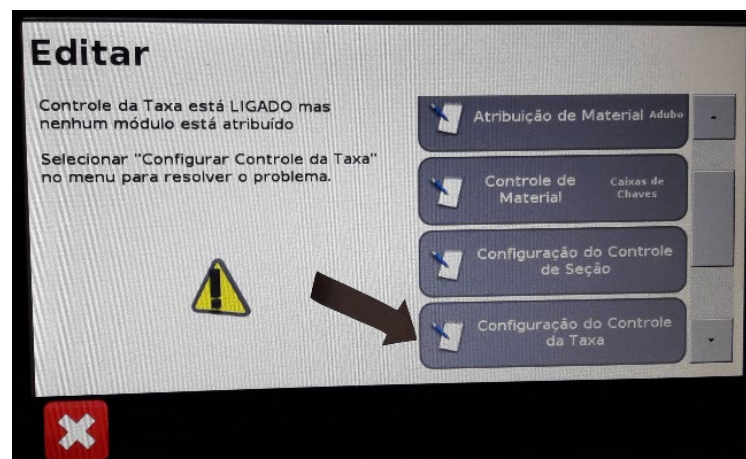 Editar
Controle da Taxa está LIGADO mas
nenhum módulo está atribuído
Selecionar "Configurar Controle da Taxa"
no menu para resolver o problema.
Atribuição de Material Adubo
Controle de
Material
Caixas de
Chaves
Configuração do Controle
de Seção
Configuração do Controle
da Taxa